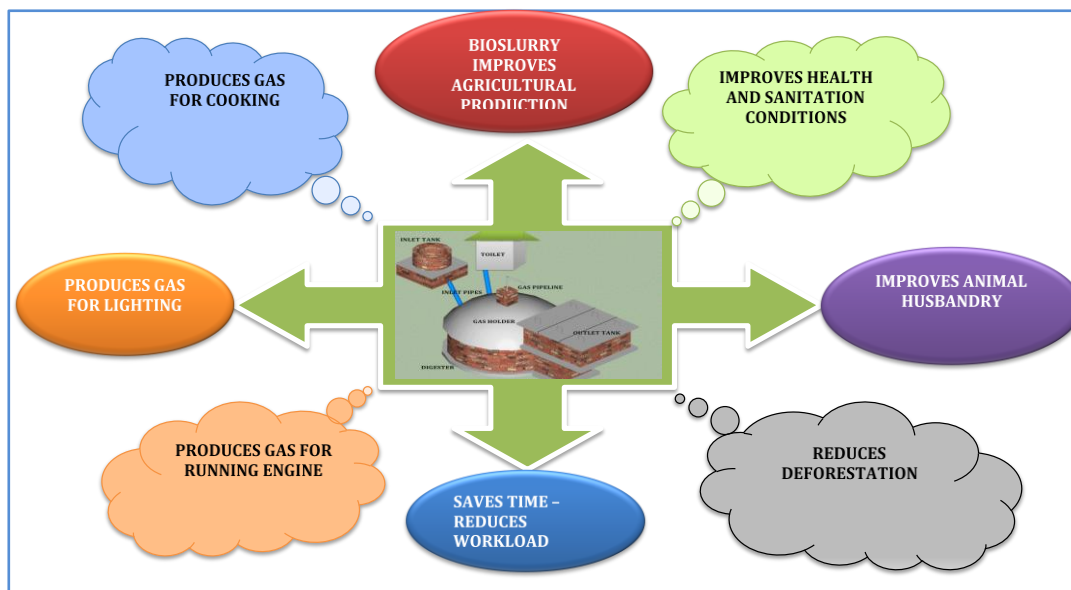 BIOSLURRY
IMPROVES
AGRICULTURAL
PRODUCTION
PRODUCES GAS
FOR COOKING
IMPROVES HEALTH
AND SANITATION
CONDITIONS
INLET TANK
TOILET
INLET PIPES
GAS PIPELINE
GAS HOLDER
OUTLET TANK
DIGESTER
PRODUCES GAS
FOR LIGHTING
IMPROVES ANIMAL
HUSBANDRY
PRODUCES GAS FOR
RUNNING ENGINE
REDUCES
DEFORESTATION
SAVES TIME –
REDUCES
WORKLOAD